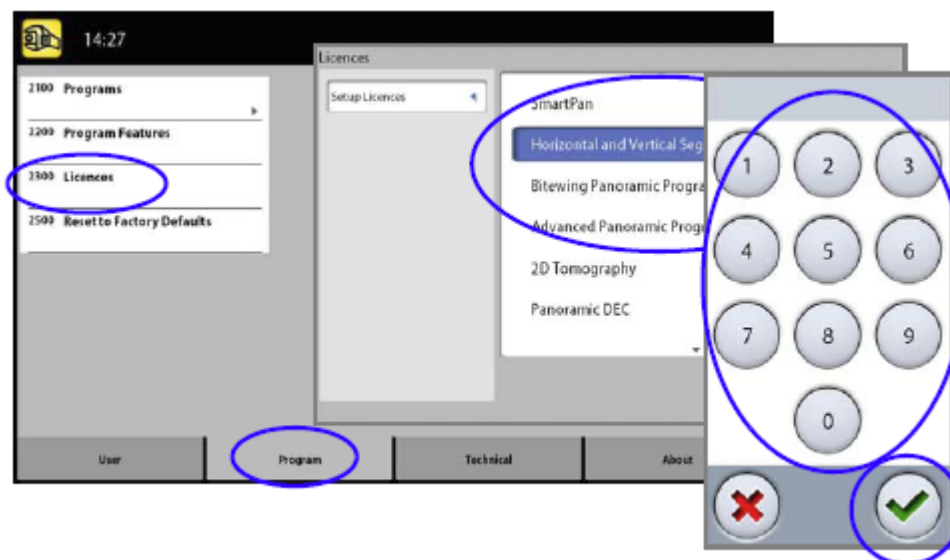 14:27
2100 Programs
2200 Program Features
2300 Licences
2500 Reset to Factory Defaults
Licences
Setup Licences
SmartPan
Horizontal and Vertical Seg
Bitewing Panoramic Progra
Advanced Panoramic Progr
2D Tomography
Panoramic DEC
1 2 3
4 5 6
7 8 9
0
User Program Technical About